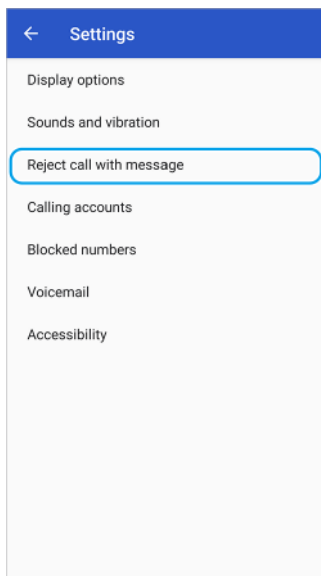 Settings
Display options
Sounds and vibration
Reject call with message
Calling accounts
Blocked numbers
Voicemail
Accessibility